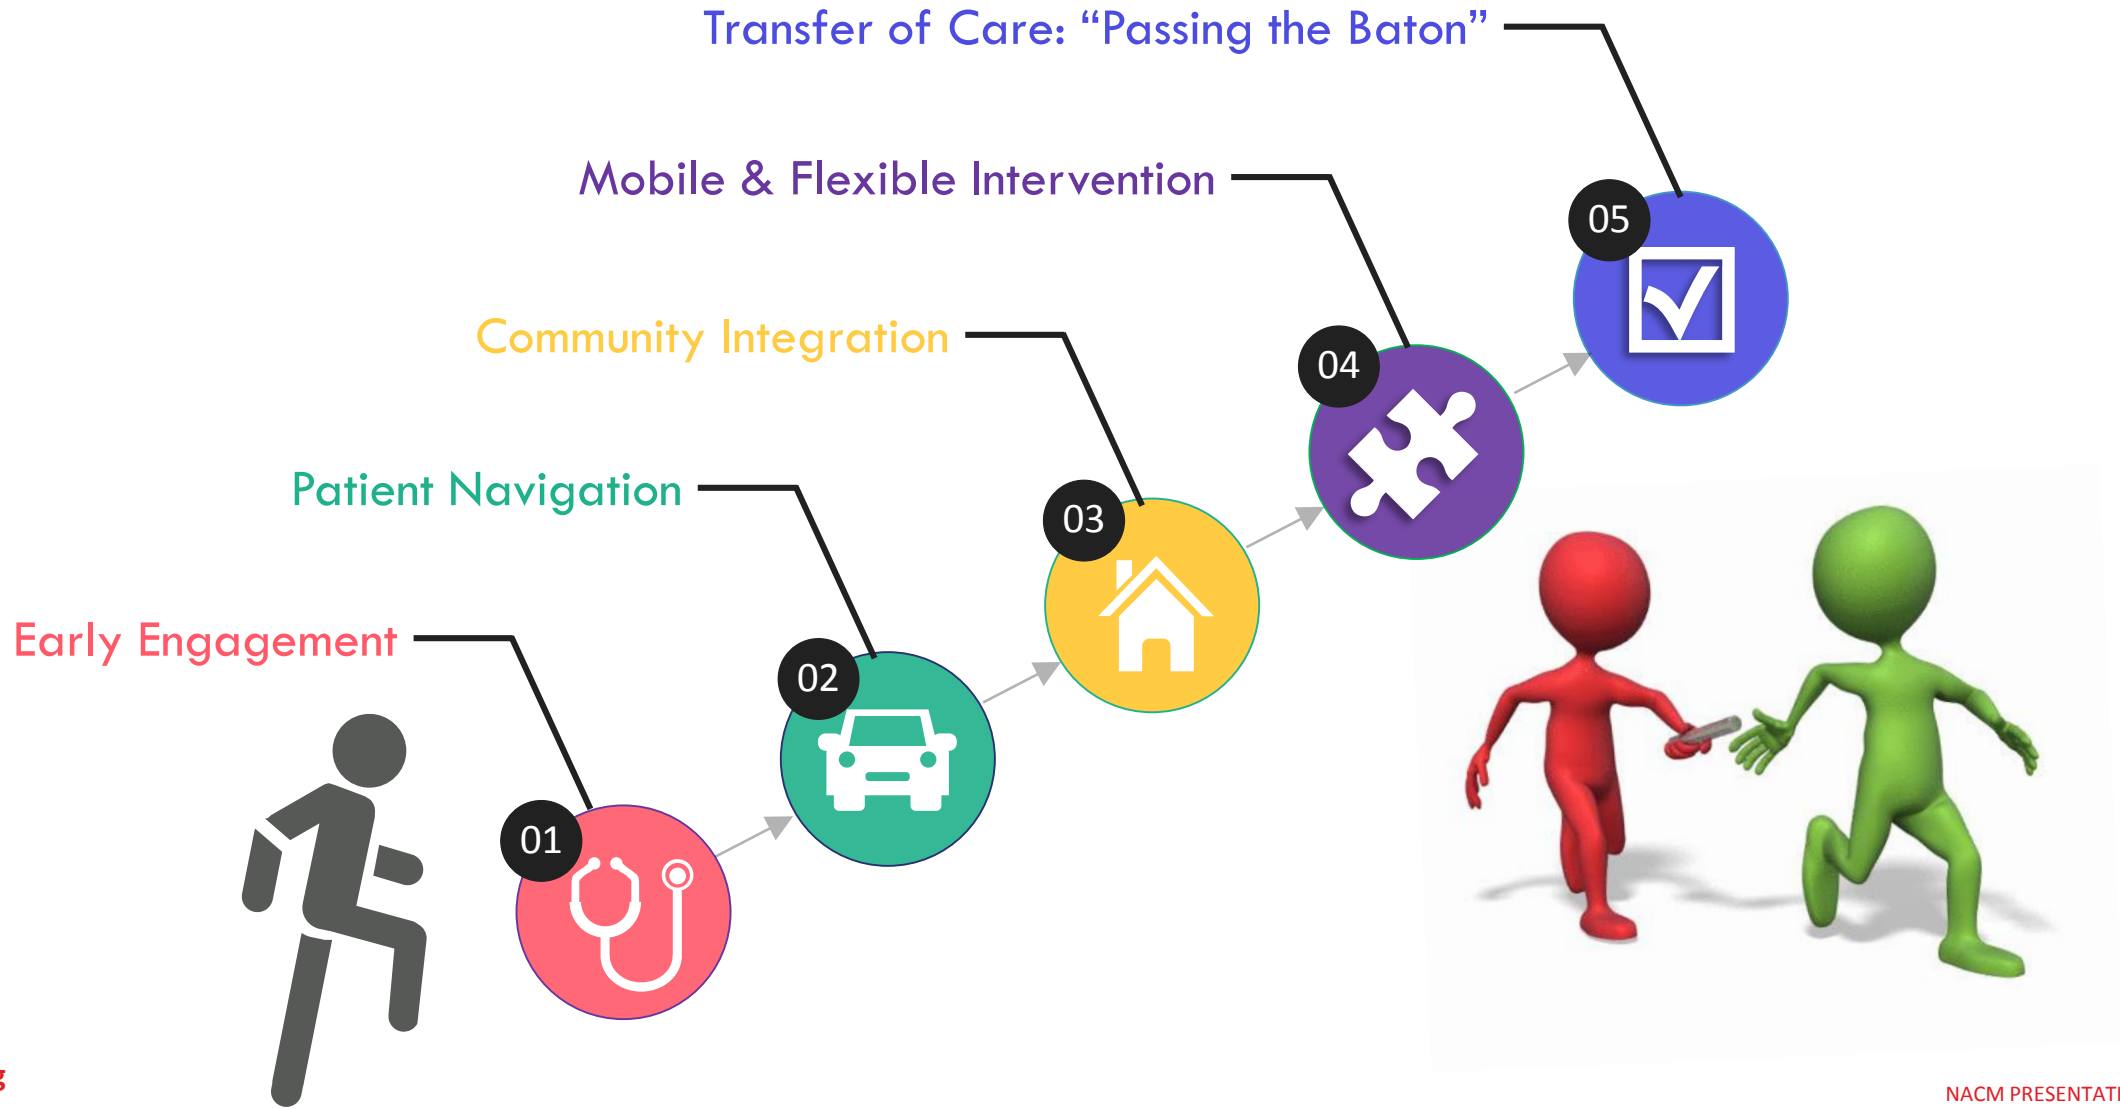 Transfer of Care: “Passing the Baton”
Mobile & Flexible Intervention
Community Integration
Patient Navigation
Early Engagement
05
04
03
02
01
NACM